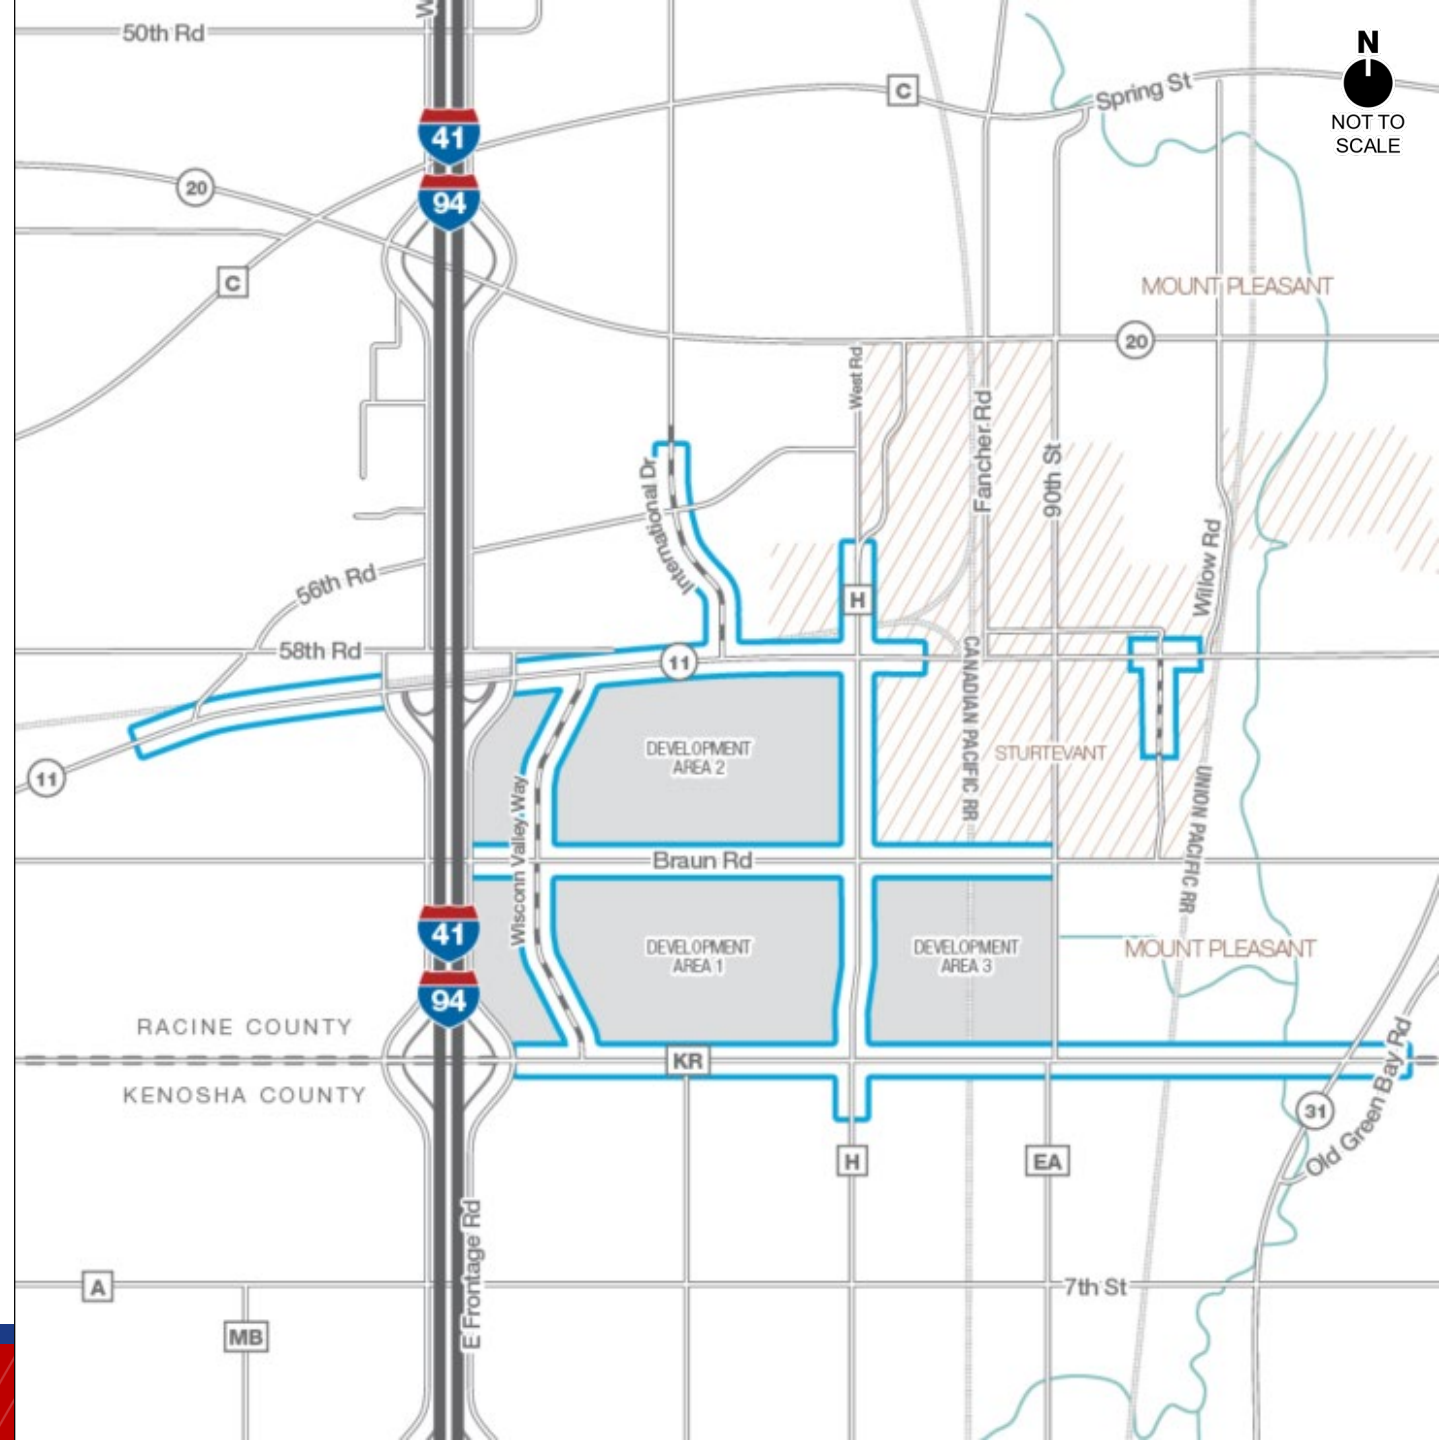 W
50th Rd
N
NOT TO
SCALE
C
Spring St
41
20
94
C
MOUNT PLEASANT
20
West Rd
Fancher Rd
90th St
International Dr
Willow Rd
56th Rd
H
58th Rd
11
CANADIAN PACIFIC RR
11
DEVELOPMENT
AREA 2
STURTEVANT
Wisconn Valley Way
UNION PACIFIC RR
Braun Rd
41
DEVELOPMENT
AREA 1
DEVELOPMENT
AREA 3
MOUNT PLEASANT
94
RACINE COUNTY
KR
KENOSHA COUNTY
31
Old Green Bay Rd
H
EA
E Frontage Rd
A
7th St
MB